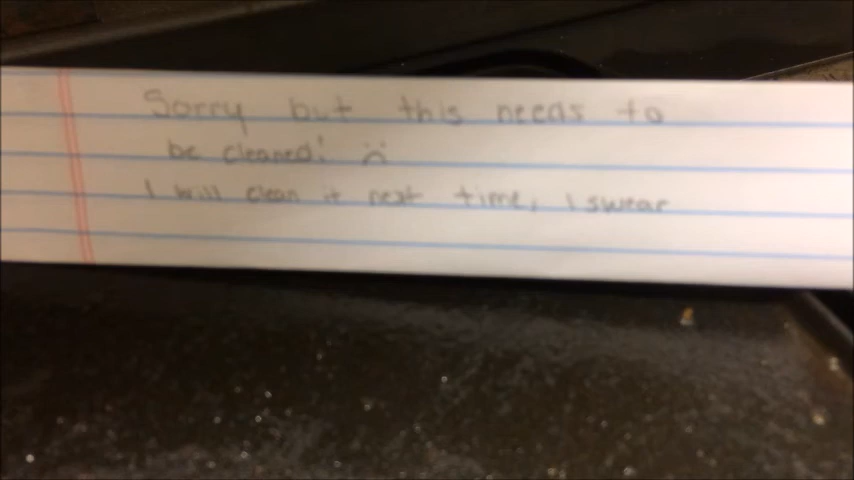 Sorry but this needs to
be cleaned! :(
I will clean it next time, I swear